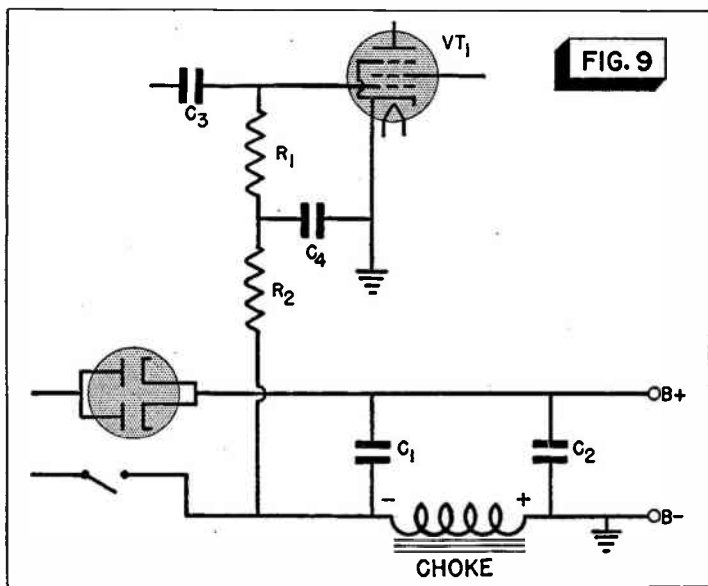 VT1
FIG. 9
C3
R1
C4
R2
B+
C1
C2
- +
B-
CHOKE